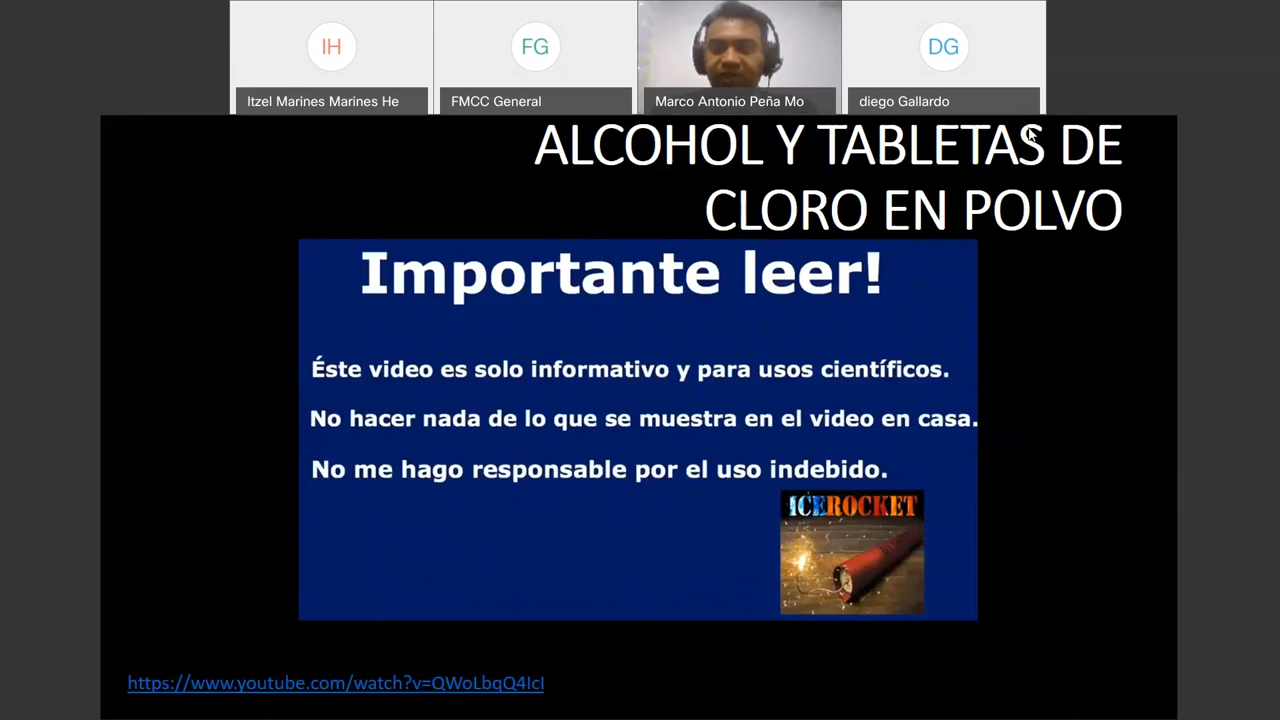 IH
FG
DG
Itzel Marines Marines He
FMCC General
Marco Antonio Peña Mo
diego Gallardo
ALCOHOL Y TABLETAS DE
CLORO EN POLVO
Importante leer!
Éste video es solo informativo y para usos científicos.
No hacer nada de lo que se muestra en el video en casa.
No me hago responsable por el uso indebido.
ICEROCKET
https://www.youtube.com/watch?v=QWoLbqQ4IcI